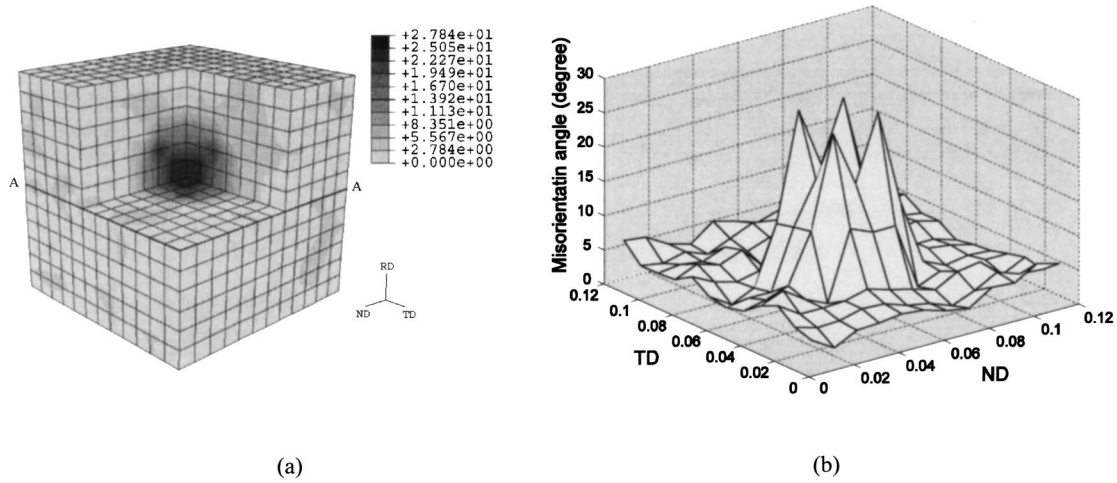 +2.784e+01
+2.505e+01
+2.227e+01
+1.949e+01
+1.670e+01
+1.392e+01
+1.113e+01
+8.351e+00
+5.567e+00
+2.784e+00
+0.000e+00
A
A
RD
ND
TD
(a)
b)
Misorientatin angle (degree)
30
25
20
15
10
5
0
0.12
0.1
0.08
0.06
0.04
0.02
0
TD
0
0.02
0.04
0.06
0.08
0.1
0.12
ND
(b)